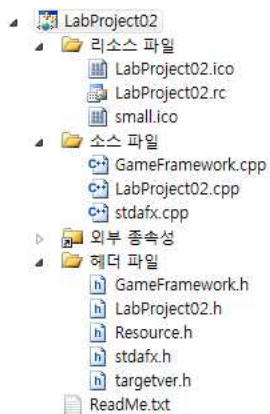 LabProject02
리소스 파일
LabProject02.ico
LabProject02.rc
small.ico
소스 파일
GameFramework.cpp
LabProject02.cpp
stdafx.cpp
외부 종속성
헤더 파일
GameFramework.h
LabProject02.h
Resource.h
stdafx.h
targetver.h
ReadMe.txt